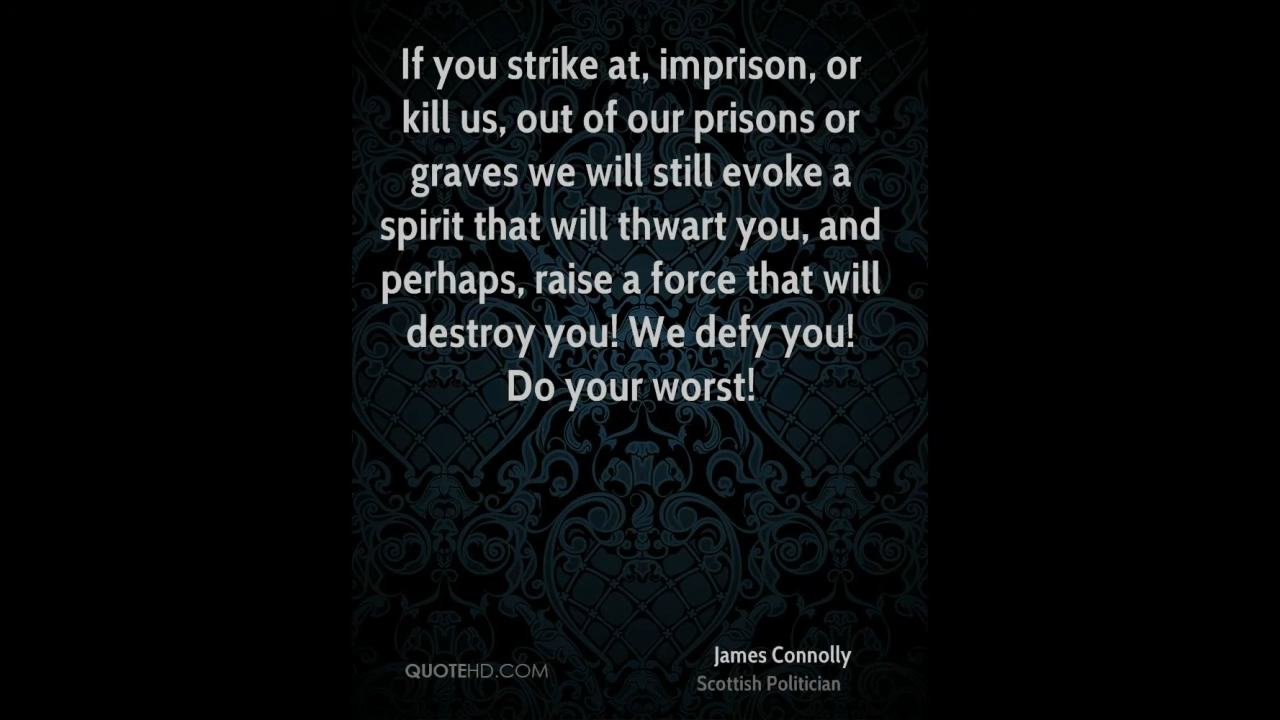 If you strike at, imprison, or
kill us, out of our prisons or
graves we will still evoke a
spirit that will thwart you, and
perhaps, raise a force that will
destroy you! We defy you!
Do your worst!
James Connolly
Scottish Politician
QUOTEHD.COM